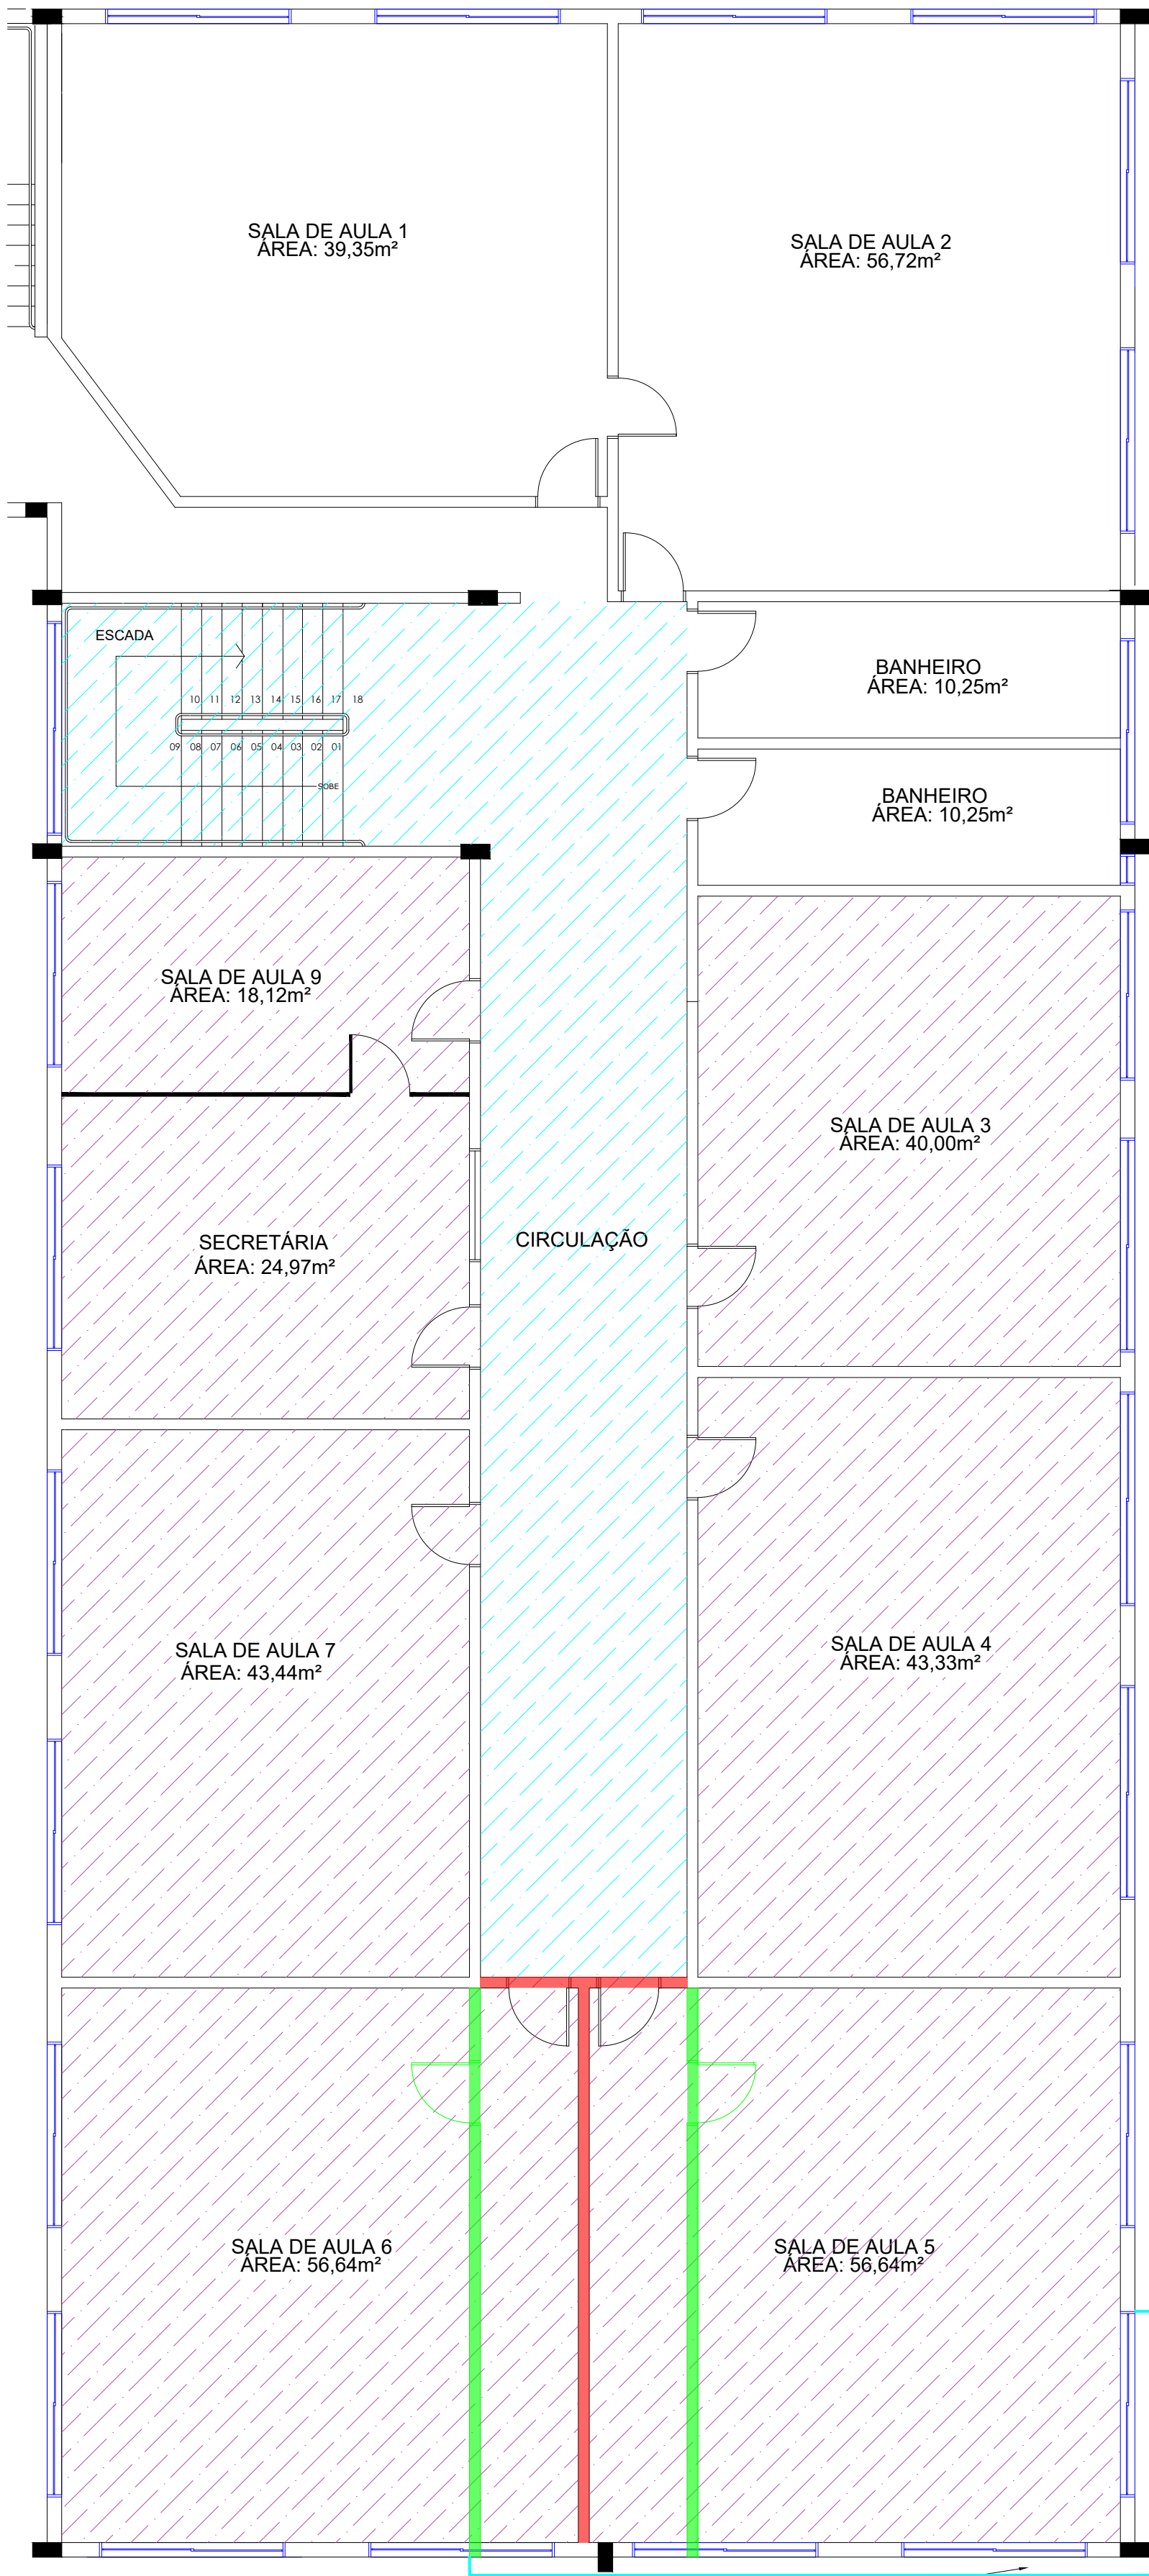 SALA DE AULA 1
ÁREA: 39,35m²
SALA DE AULA 2
ÁREA: 56,72m²
ESCADA
10 11 12 13 14 15 16 17 18
09 08 07 06 05 04 03 02 01
SOBE
BANHEIRO
ÁREA: 10,25m²
BANHEIRO
ÁREA: 10,25m²
SALA DE AULA 9
ÁREA: 18,12m²
SALA DE AULA 3
ÁREA: 40,00m²
SECRETÁRIA
ÁREA: 24,97m²
CIRCULAÇÃO
SALA DE AULA 7
ÁREA: 43,44m²
SALA DE AULA 4
ÁREA: 43,33m²
SALA DE AULA 6
ÁREA: 56,64m²
SALA DE AULA 5
ÁREA: 56,64m²